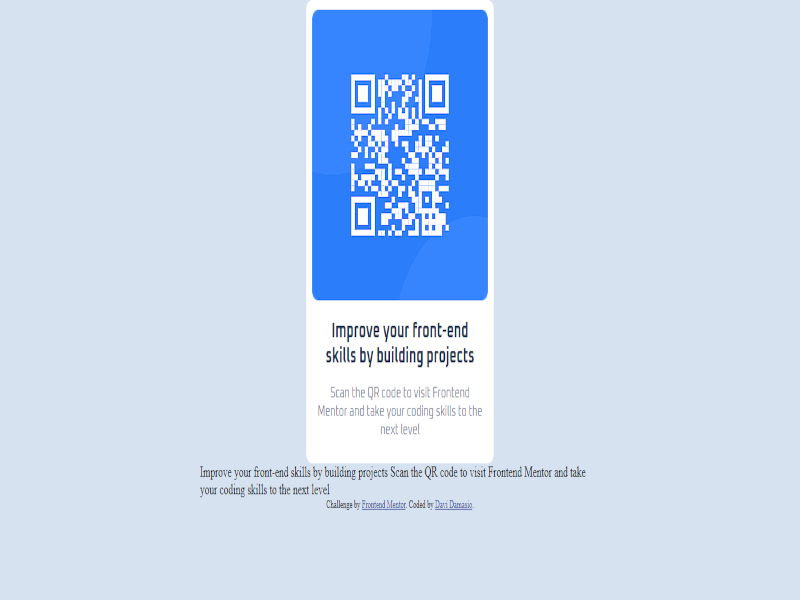 Improve your front-end
skills by building projects
Scan the QR code to visit Frontend
Mentor and take your coding skills to the
next level
Improve your front-end skills by building projects Scan the QR code to visit Frontend Mentor and take
your coding skills to the next level
Challenge by Frontend Mentor. Coded by Davi Damasio.